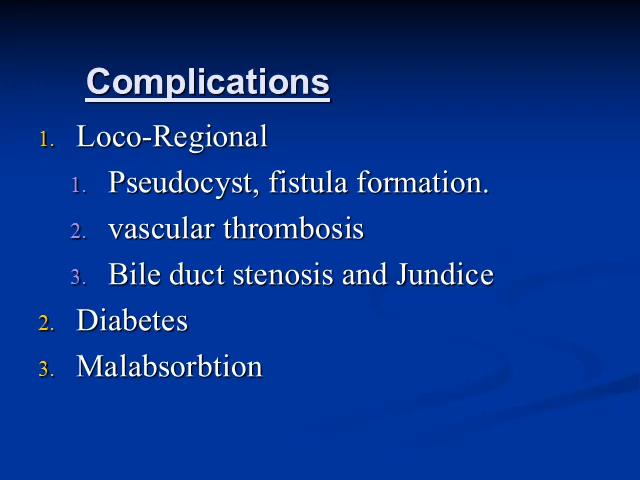 Complications
1. Loco-Regional
1. Pseudocyst, fistula formation.
2. vascular thrombosis
3. Bile duct stenosis and Jundice
2. Diabetes
3. Malabsorbtion